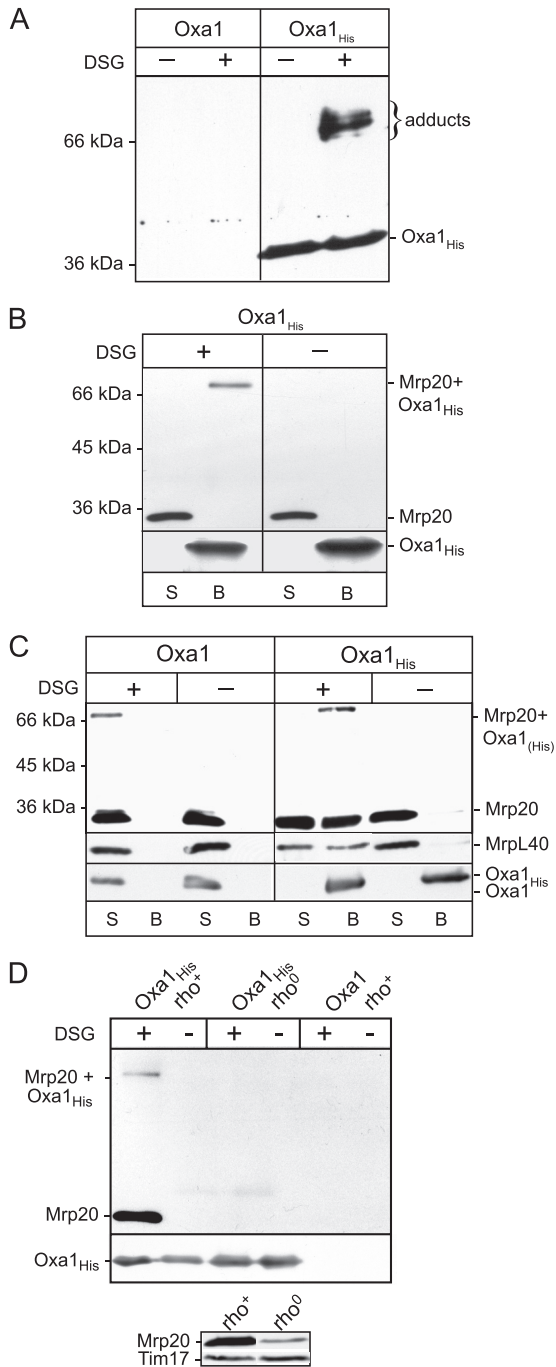 A
Oxa1 Oxa1His
DSG − + − +
66 kDa
adducts
36 kDa
Oxa1His
B
Oxa1His
DSG + −
66 kDa
Mrp20+
Oxa1His
45 kDa
36 kDa
Mrp20
Oxa1His
S B S B
C
Oxa1 Oxa1His
DSG + − + −
66 kDa
Mrp20+
Oxa1(His)
45 kDa
36 kDa
Mrp20
MrpL40
Oxa1His
Oxa1
S B S B S B S B
D
Oxa1His
rho+
Oxa1His
rho0
Oxa1
rho+
DSG + - + - + -
Mrp20 +
Oxa1His
Mrp20
Oxa1His
rho+ rho0
Mrp20
Tim17